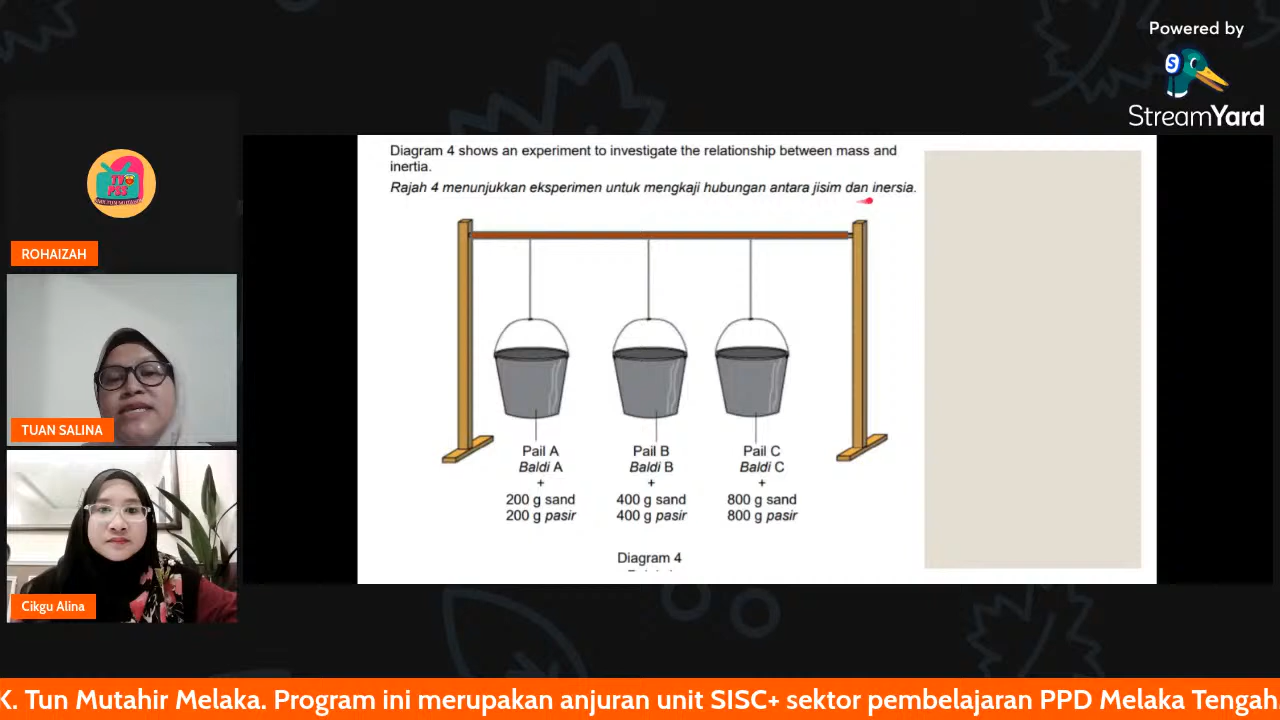 Powered by
StreamYard
TV
PSS
ROHAIZAH
TUAN SALINA
Cikgu Alina
Diagram 4 shows an experiment to investigate the relationship between mass and
inertia.
Rajah 4 menunjukkan eksperimen untuk mengkaji hubungan antara jisim dan inersia.
Pail A
Baldi A
+
200 g sand
200 g pasir
Pail B
Baldi B
+
400 g sand
400 g pasir
Pail C
Baldi C
+
800 g sand
800 g pasir
Diagram 4
K. Tun Mutahir Melaka. Program ini merupakan anjuran unit SISC+ sektor pembelajaran PPD Melaka Tengah.